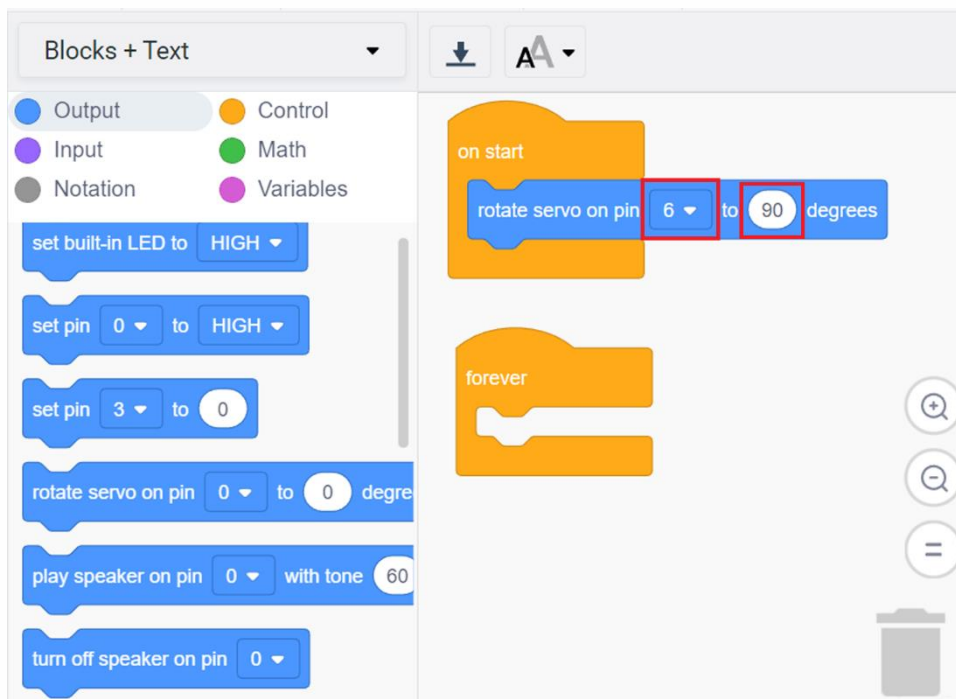 Blocks + Text
AA
Output
Control
Input
Math
Notation
Variables
set built-in LED to HIGH
set pin 0 to HIGH
set pin 3 to 0
rotate servo on pin 0 to 0 degre
play speaker on pin 0 with tone 60
turn off speaker on pin 0
on start
rotate servo on pin 6 to 90 degrees
forever